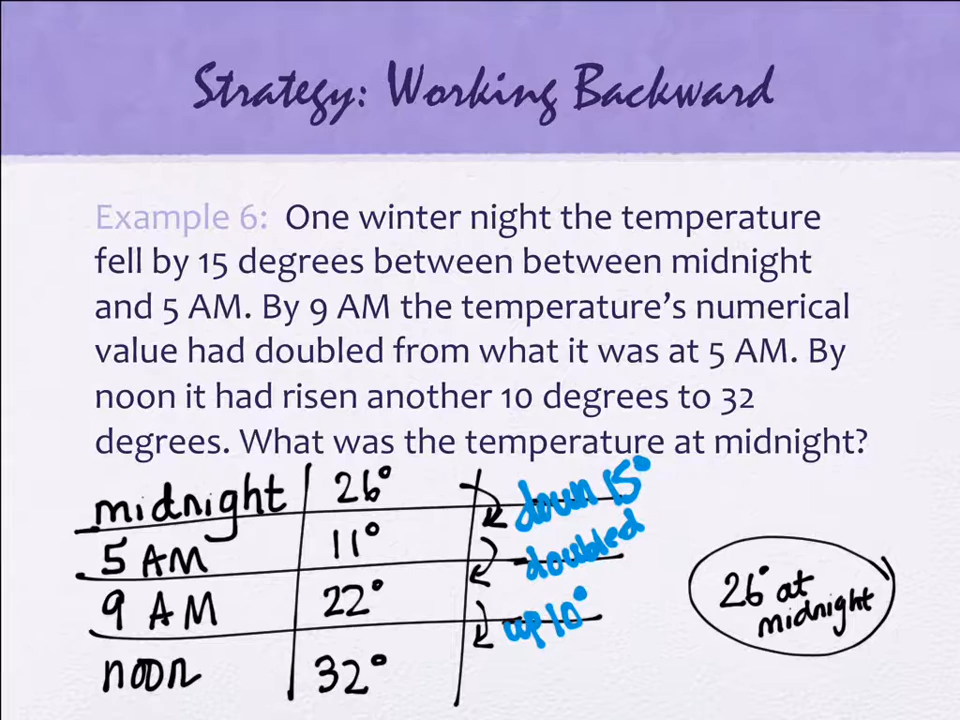 Strategy: Working Backward
Example 6: One winter night the temperature
fell by 15 degrees between between midnight
and 5 AM. By 9 AM the temperature's numerical
value had doubled from what it was at 5 AM. By
noon it had risen another 10 degrees to 32
degrees. What was the temperature at midnight?
midnight 26° down 15°
5 AM 11° doubled
9 AM 22° up 10°
noon 32°
26° at
midnight